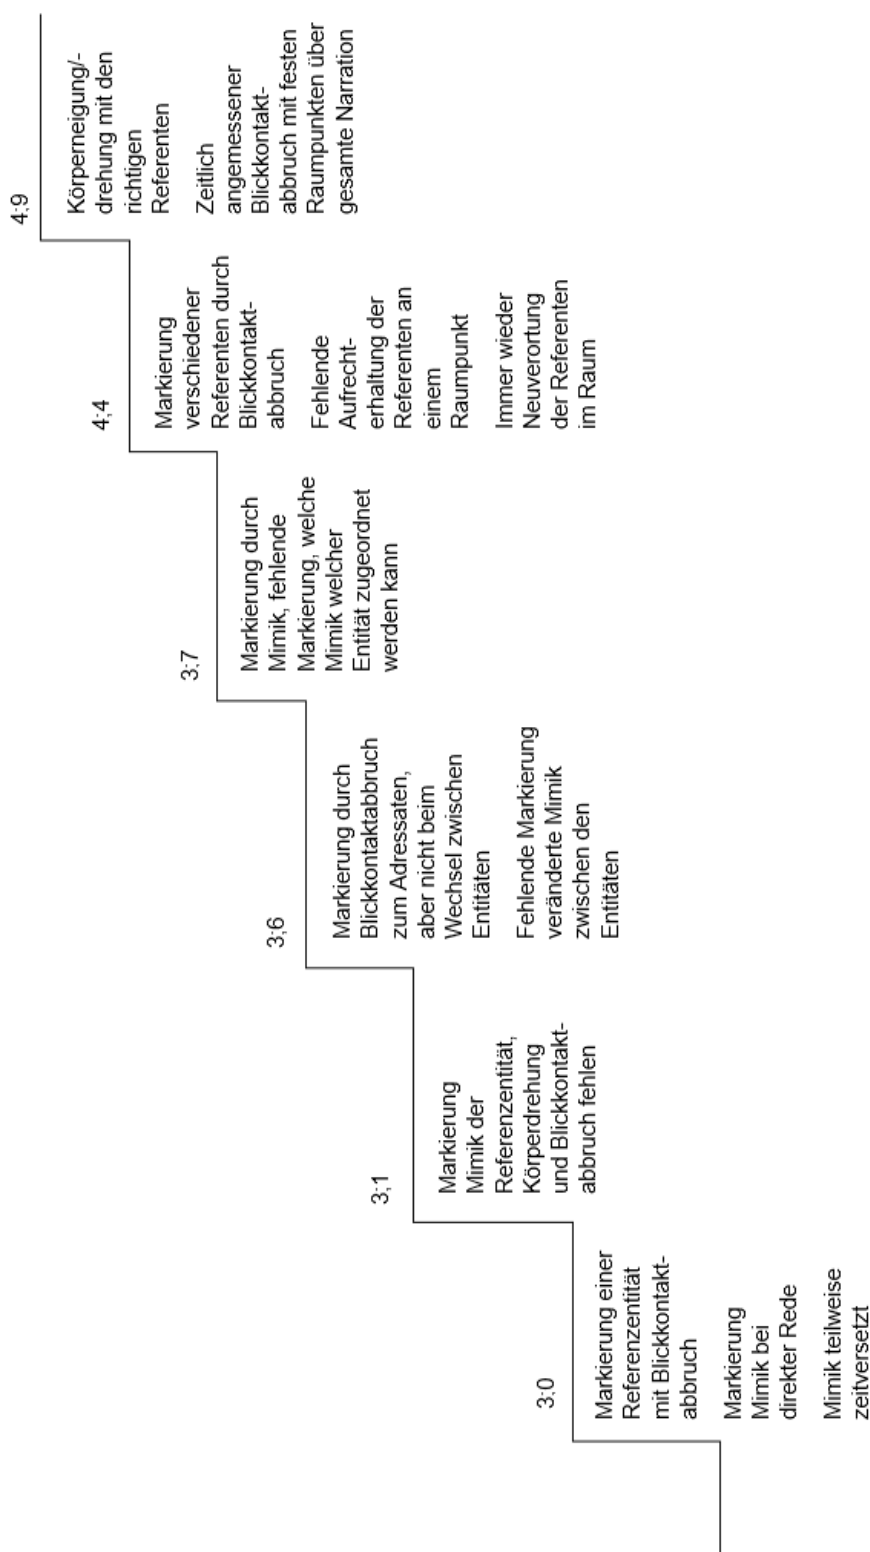 3;0
Markierung einer
Referenzentität
mit Blickkontakt-
abbruch
Markierung
Mimik bei
direkter Rede
Mimik teilweise
zeitversetzt
3;1
Markierung
Mimik der
Referenzentität,
Körperdrehung
und Blickkontakt-
abbruch fehlen
3;6
Markierung durch
Blickkontaktabbruch
zum Adressaten,
aber nicht beim
Wechsel zwischen
Entitäten
Fehlende Markierung
veränderte Mimik
zwischen den
Entitäten
3;7
Markierung durch
Mimik, fehlende
Markierung, welche
Mimik welcher
Entität zugeordnet
werden kann
4;4
Markierung
verschiedener
Referenten durch
Blickkontakt-
abbruch
Fehlende
Aufrecht-
erhaltung der
Referenten an
einem
Raumpunkt
Immer wieder
Neuverortung
der Referenten
im Raum
4;9
Körperneigung/-
drehung mit den
richtigen
Referenten
Zeitlich
angemessener
Blickkontakt-
abbruch mit festen
Raumpunkten über
gesamte Narration